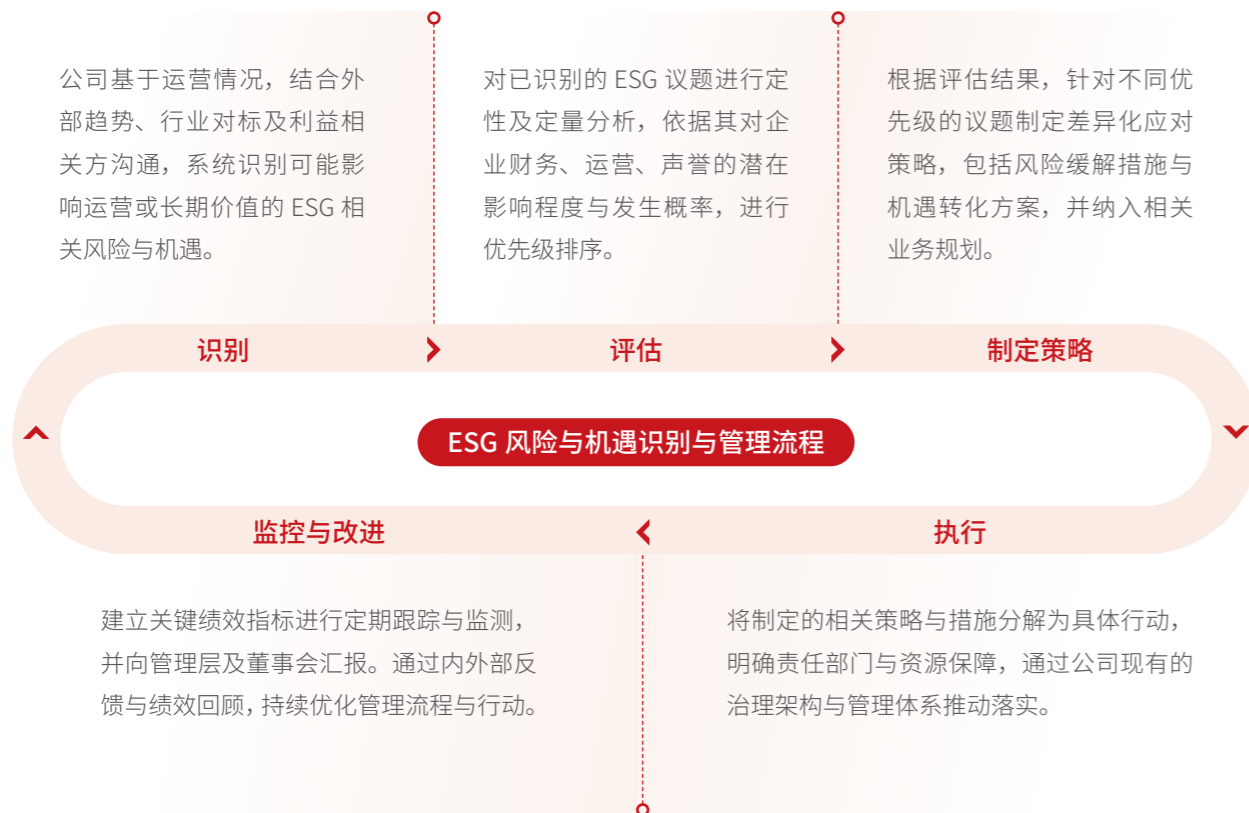 公司基于运营情况，结合外
部趋势、行业对标及利益相
关方沟通，系统识别可能影
响运营或长期价值的 ESG 相
关风险与机遇。
对已识别的 ESG 议题进行定
性及定量分析，依据其对企
业财务、运营、声誉的潜在
影响程度与发生概率，进行
优先级排序。
根据评估结果，针对不同优
先级的议题制定差异化应对
策略，包括风险缓解措施与
机遇转化方案，并纳入相关
业务规划。
识别
评估
制定策略
ESG 风险与机遇识别与管理流程
监控与改进
执行
建立关键绩效指标进行定期跟踪与监测，
并向管理层及董事会汇报。通过内外部反
馈与绩效回顾，持续优化管理流程与行动。
将制定的相关策略与措施分解为具体行动，
明确责任部门与资源保障，通过公司现有的
治理架构与管理体系推动落实。